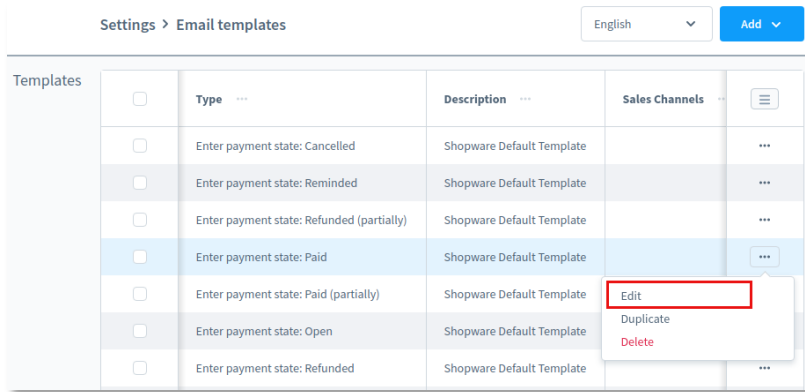 Settings > Email templates
English
Add
Templates
Type ··· Description ··· Sales Channels ··
Enter payment state: Cancelled Shopware Default Template ···
Enter payment state: Reminded Shopware Default Template ···
Enter payment state: Refunded (partially) Shopware Default Template ···
Enter payment state: Paid Shopware Default Template ···
Enter payment state: Paid (partially) Shopware Default Template
Enter payment state: Open Shopware Default Template
Enter payment state: Refunded Shopware Default Template ···
Edit
Duplicate
Delete